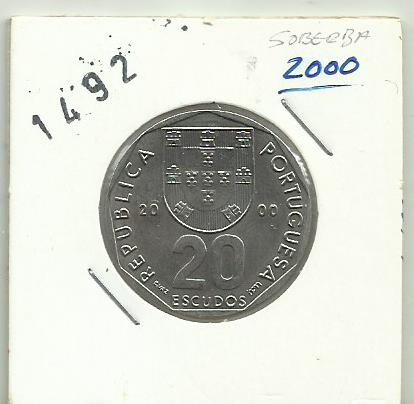 SOBERBA
2000
1492
REPUBLICA PORTUGUESA
20 00
20
ESCUDOS